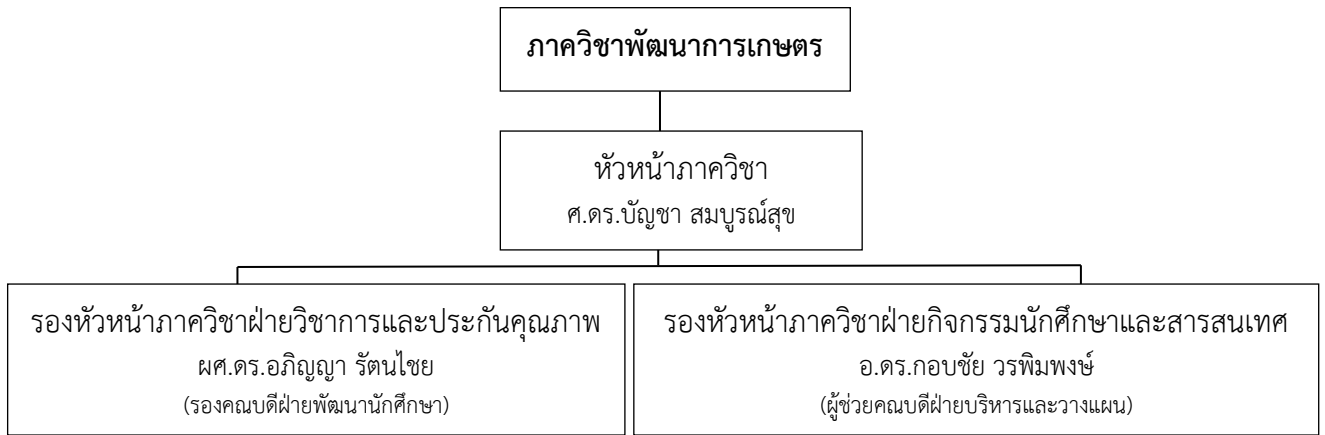 ภาควิชาพัฒนาการเกษตร
หัวหน้าภาควิชา
ศ.ดร.บัญชา สมบูรณ์สุข
รองหัวหน้าภาควิชาฝ่ายวิชาการและประกันคุณภาพ
ผศ.ดร.อภิญญา รัตนไชย
(รองคณบดีฝ่ายพัฒนานักศึกษา)
รองหัวหน้าภาควิชาฝ่ายกิจกรรมนักศึกษาและสารสนเทศ
อ.ดร.กอบชัย วรพิมพงษ์
(ผู้ช่วยคณบดีฝ่ายบริหารและวางแผน)